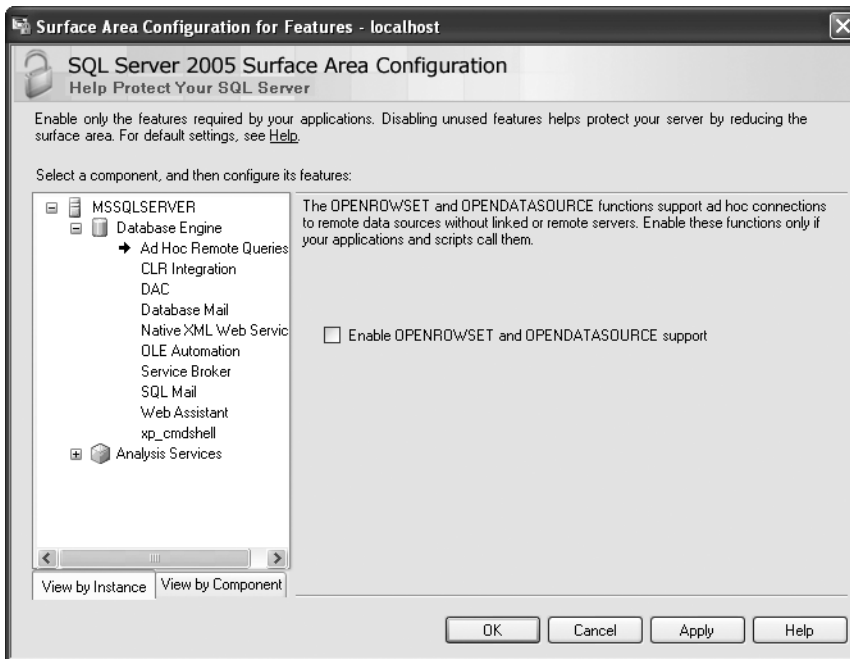 Surface Area Configuration for Features - localhost
SQL Server 2005 Surface Area Configuration
Help Protect Your SQL Server
Enable only the features required by your applications. Disabling unused features helps protect your server by reducing the
surface area. For default settings, see Help.
Select a component, and then configure its features:
MSSQLSERVER
Database Engine
Ad Hoc Remote Queries
CLR Integration
DAC
Database Mail
Native XML Web Servic
OLE Automation
Service Broker
SQL Mail
Web Assistant
xp_cmdshell
Analysis Services
View by Instance
View by Component
The OPENROWSET and OPENDATASOURCE functions support ad hoc connections
to remote data sources without linked or remote servers. Enable these functions only if
your applications and scripts call them.
Enable OPENROWSET and OPENDATASOURCE support
OK
Cancel
Apply
Help